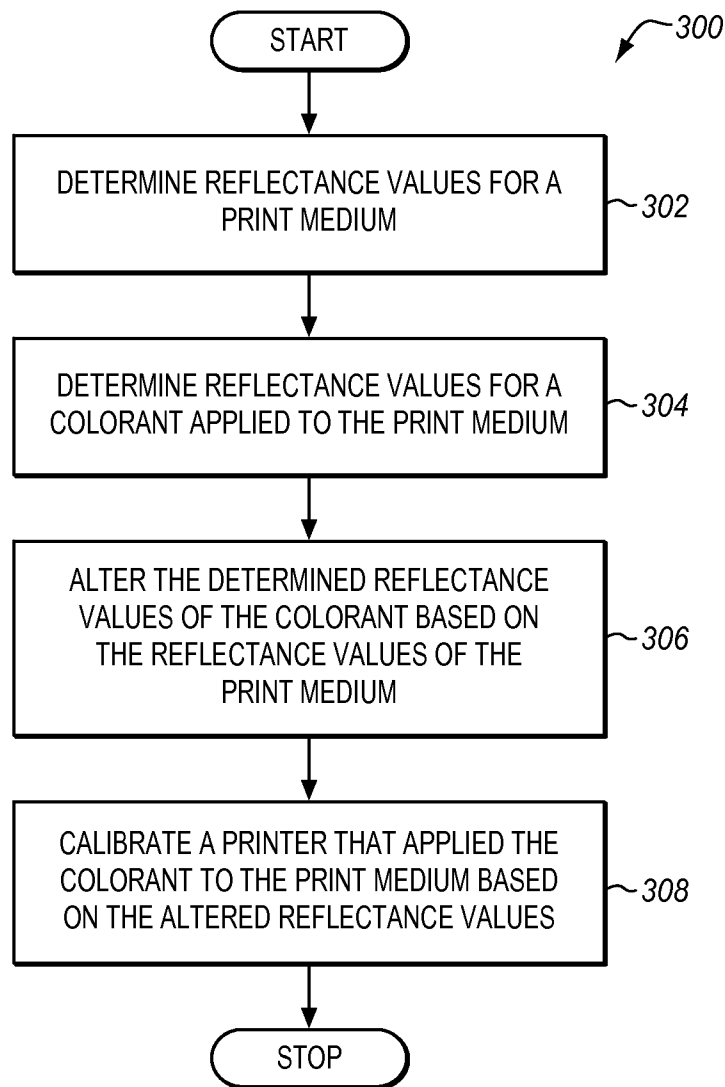 START
300
DETERMINE REFLECTANCE VALUES FOR A
PRINT MEDIUM
302
DETERMINE REFLECTANCE VALUES FOR A
COLORANT APPLIED TO THE PRINT MEDIUM
304
ALTER THE DETERMINED REFLECTANCE
VALUES OF THE COLORANT BASED ON
THE REFLECTANCE VALUES OF THE
PRINT MEDIUM
306
CALIBRATE A PRINTER THAT APPLIED THE
COLORANT TO THE PRINT MEDIUM BASED
ON THE ALTERED REFLECTANCE VALUES
308
STOP